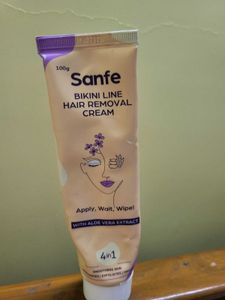 100g
Sanfe
BIKINI LINE
HAIR REMOVAL
CREAM
Apply, Wait, Wipe!
WITH ALOE VERA EXTRACT
4in1